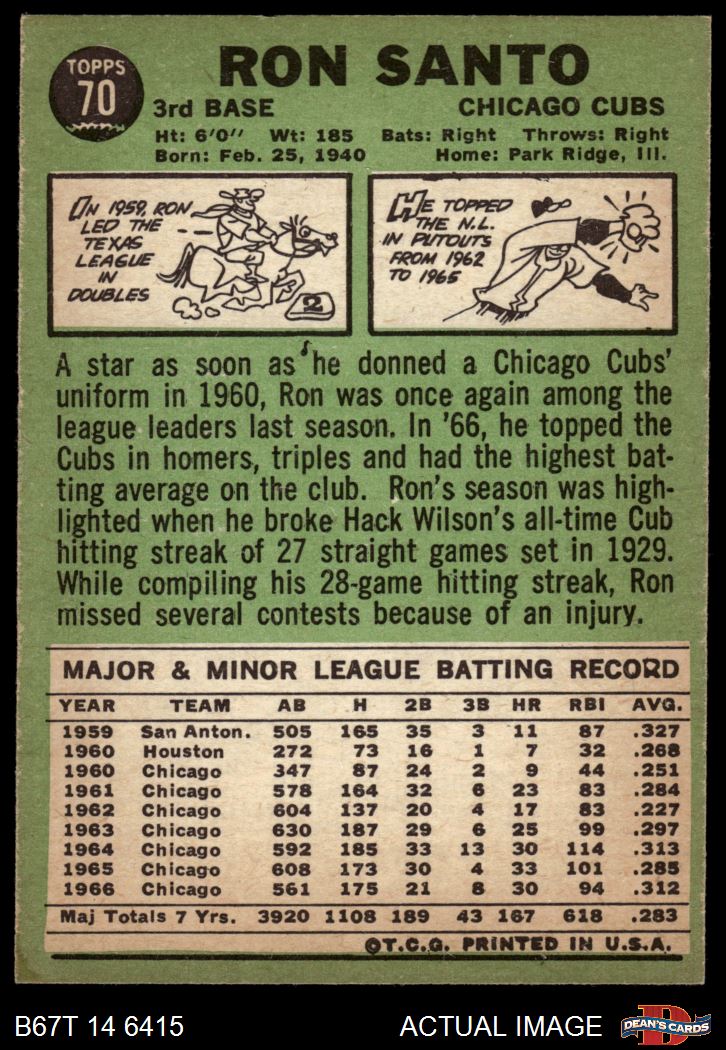 TOPPS
70
RON SANTO
3rd BASE CHICAGO CUBS
Ht: 6'0" Wt: 185 Bats: Right Throws: Right
Born: Feb. 25, 1940 Home: Park Ridge, Ill.
IN 1959, RON
LED THE
TEXAS
LEAGUE
IN
DOUBLES
2
HE TOPPED
THE N.L.
IN PUTOUTS
FROM 1962
TO 1965
A star as soon as he donned a Chicago Cubs'
uniform in 1960, Ron was once again among the
league leaders last season. In '66, he topped the
Cubs in homers, triples and had the highest bat-
ting average on the club. Ron's season was high-
lighted when he broke Hack Wilson's all-time Cub
hitting streak of 27 straight games set in 1929.
While compiling his 28-game hitting streak, Ron
missed several contests because of an injury.
MAJOR & MINOR LEAGUE BATTING RECORD
YEAR TEAM AB H 2B 3B HR RBI AVG.
1959 San Anton. 505 165 35 3 11 87 .327
1960 Houston 272 73 16 1 7 32 .268
1960 Chicago 347 87 24 2 9 44 .251
1961 Chicago 578 164 32 6 23 83 .284
1962 Chicago 604 137 20 4 17 83 .227
1963 Chicago 630 187 29 6 25 99 .297
1964 Chicago 592 185 33 13 30 114 .313
1965 Chicago 608 173 30 4 33 101 .285
1966 Chicago 561 175 21 8 30 94 .312
Maj Totals 7 Yrs. 3920 1108 189 43 167 618 .283
©T.C.G. PRINTED IN U.S.A.
B67T 14 6415 ACTUAL IMAGE
DEAN'S CARDS